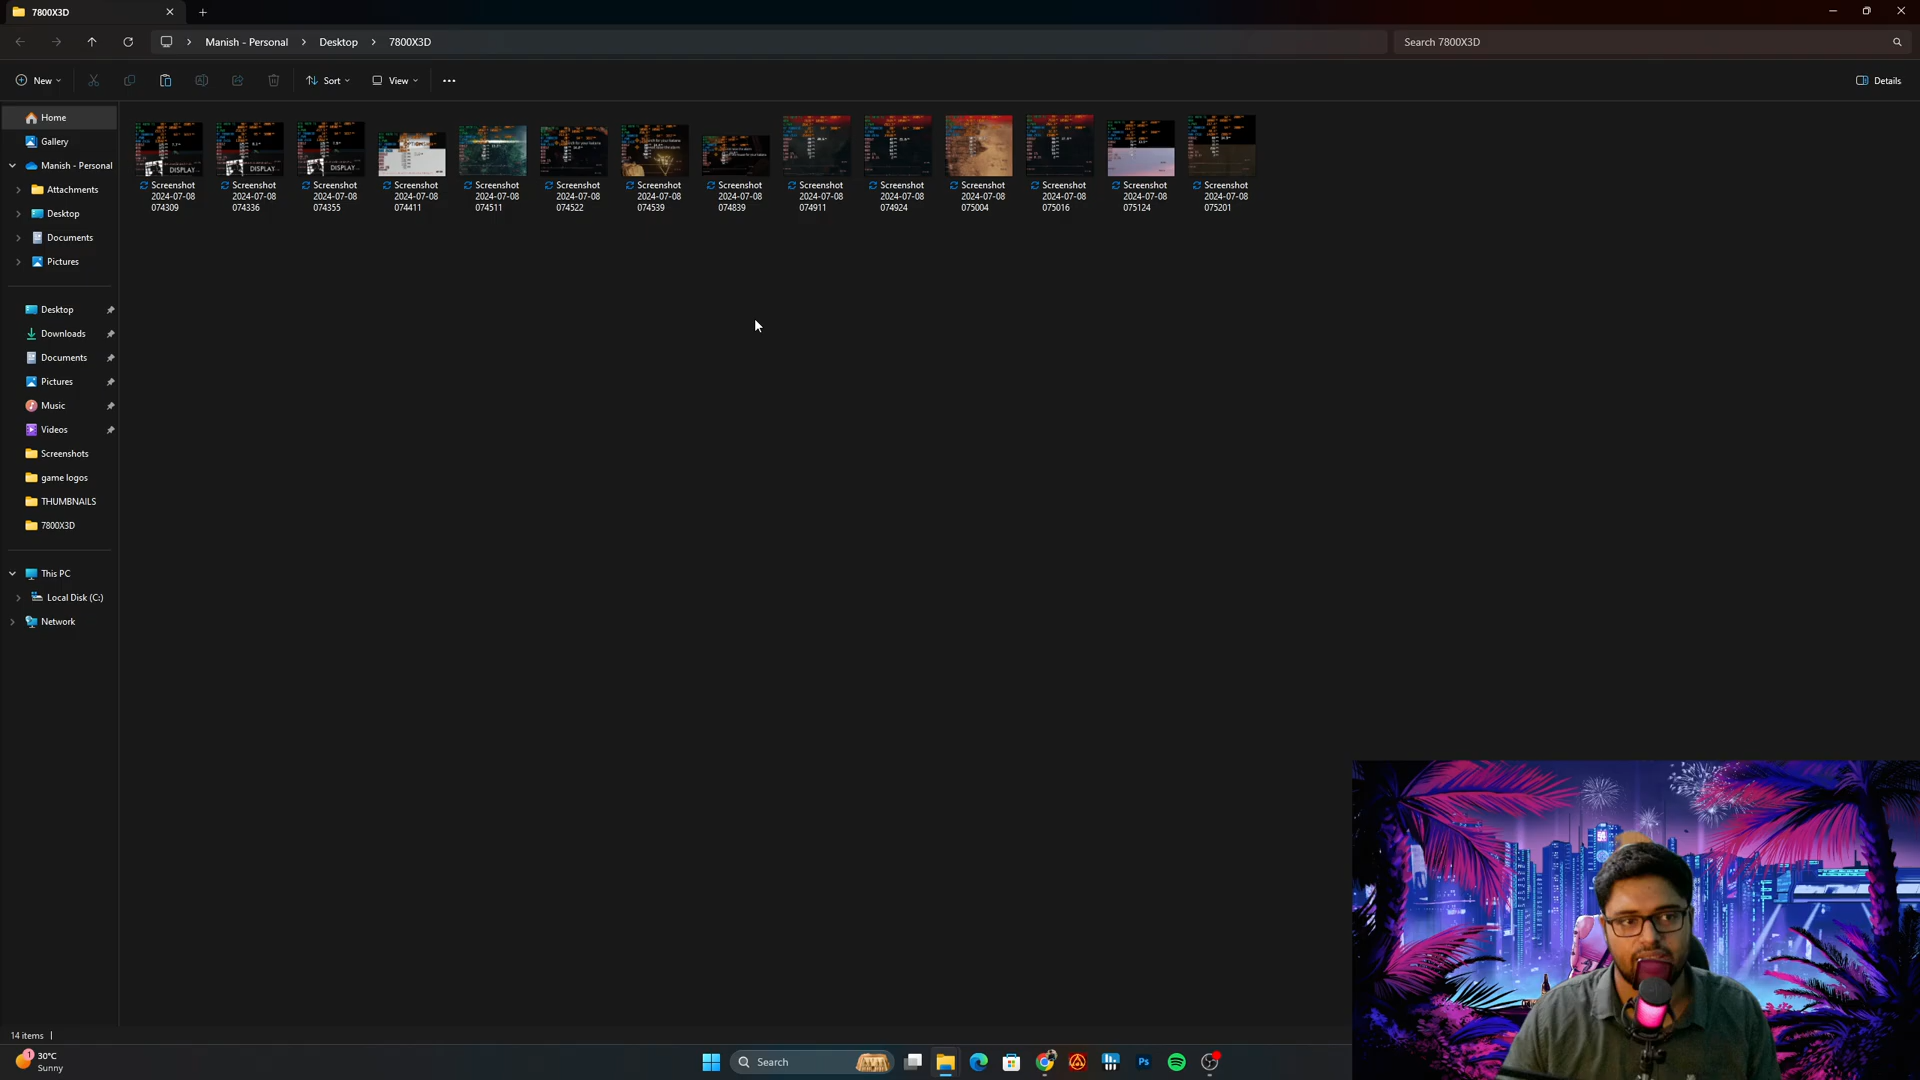 7800X3D
Manish - Personal
Desktop
7800X3D
Search 7800X3D
New
Sort
View
Details
Home
Gallery
Manish - Personal
Attachments
Desktop
Documents
Pictures
Desktop
Downloads
Documents
Pictures
Music
Videos
Screenshots
game logos
THUMBNAILS
7800X3D
This PC
Local Disk (C:)
Network
DISPLAY...
DISPLAY...
DISPLAY...
Screenshot
2024-07-08
074309
Screenshot
2024-07-08
074336
Screenshot
2024-07-08
074355
Screenshot
2024-07-08
074411
Screenshot
2024-07-08
074511
Screenshot
2024-07-08
074522
Screenshot
2024-07-08
074539
Screenshot
2024-07-08
074839
Screenshot
2024-07-08
074911
Screenshot
2024-07-08
074924
Screenshot
2024-07-08
075004
Screenshot
2024-07-08
075016
Screenshot
2024-07-08
075124
Screenshot
2024-07-08
075201
14 items
1
30°C
Sunny
Search
Ps